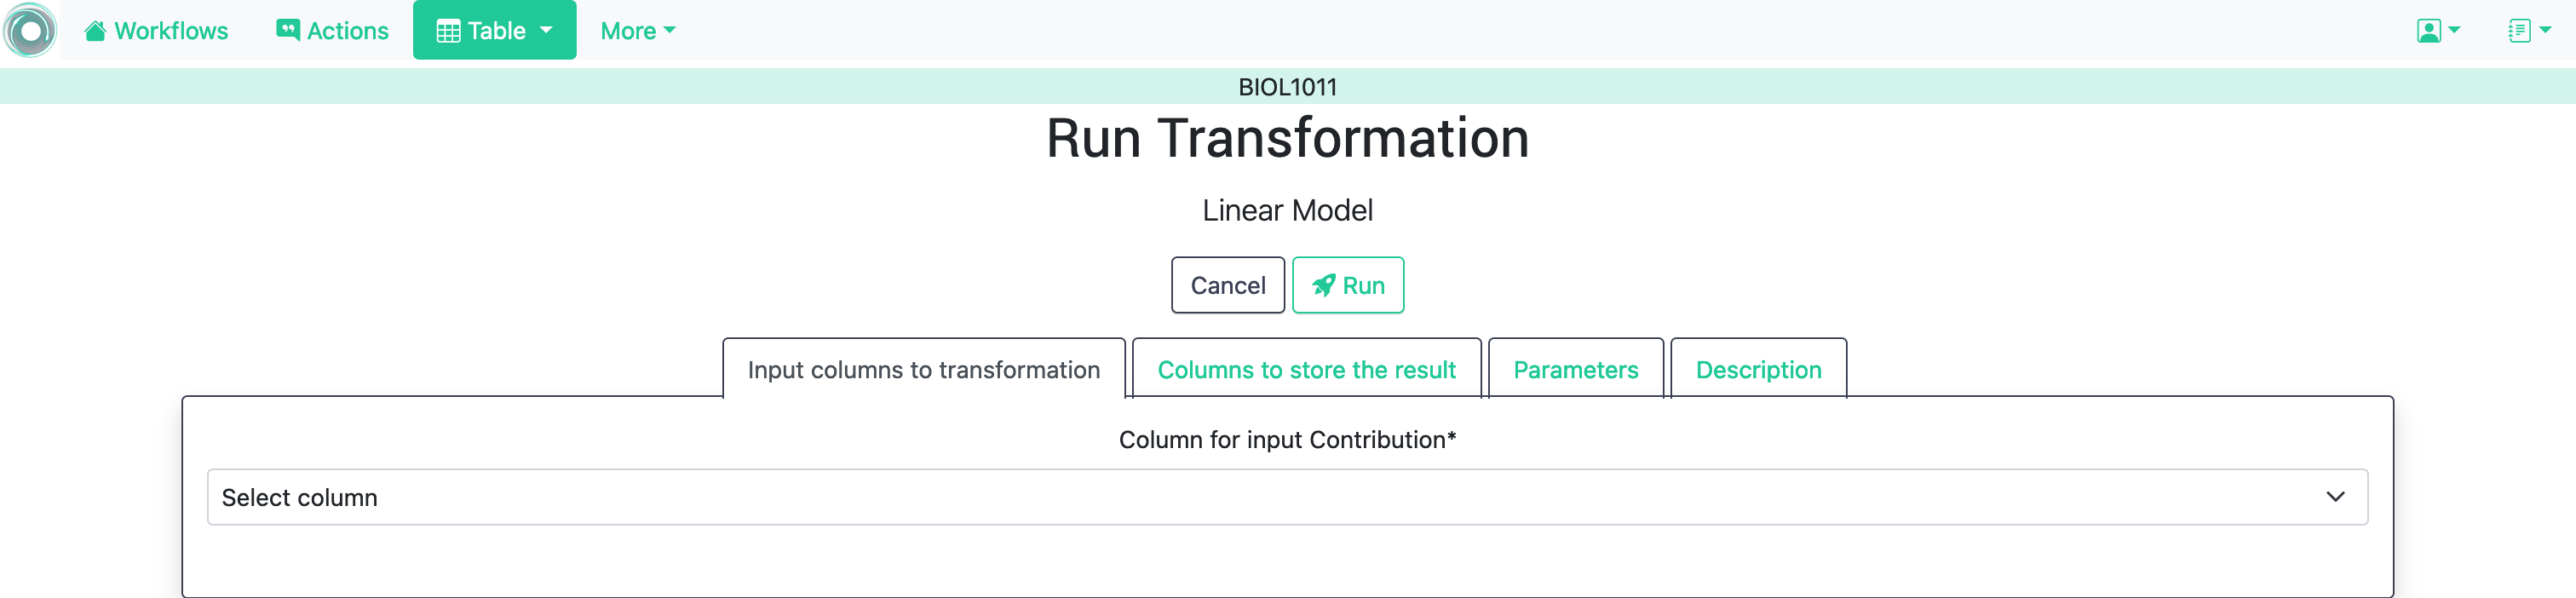 Workflows Actions Table More
BIOL1011
Run Transformation
Linear Model
Cancel Run
Input columns to transformation Columns to store the result Parameters Description
Column for input Contribution*
Select column